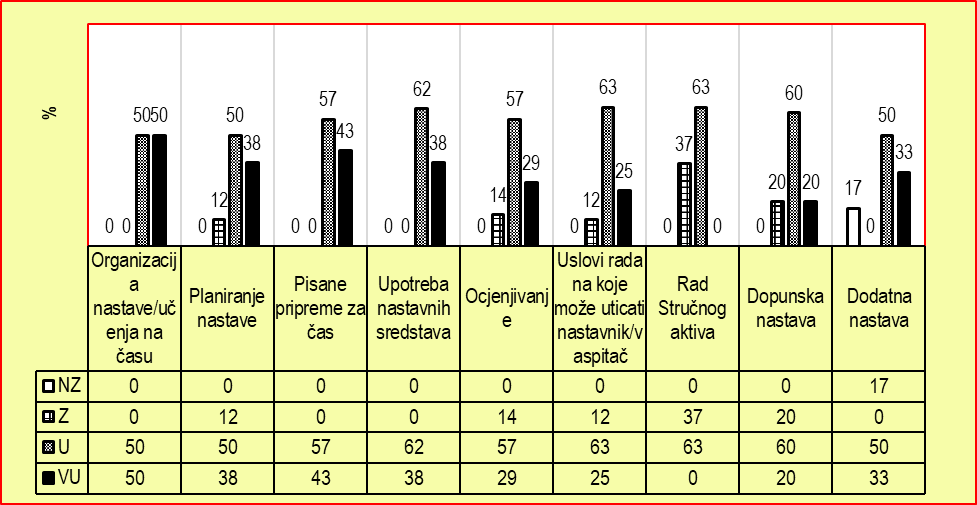 %
0 0 50 50
0 12 50 38
0 0 57 43
0 0 62 38
0 14 57 29
0 12 63 25
0 37 63 0
0 20 60 20
17 0 50 33
Organizacij
a
nastave/uč
enja na
času
Planiranje
nastave
Pisane
pripreme za
čas
Upotreba
nastavnih
sredstava
Ocjenjivanj
e
Uslovi rada
na koje
može uticati
nastavnik/v
aspitač
Rad
Stručnog
aktiva
Dopunska
nastava
Dodatna
nastava
NZ 0 0 0 0 0 0 0 0 17
Z 0 12 0 0 14 12 37 20 0
U 50 50 57 62 57 63 63 60 50
VU 50 38 43 38 29 25 0 20 33